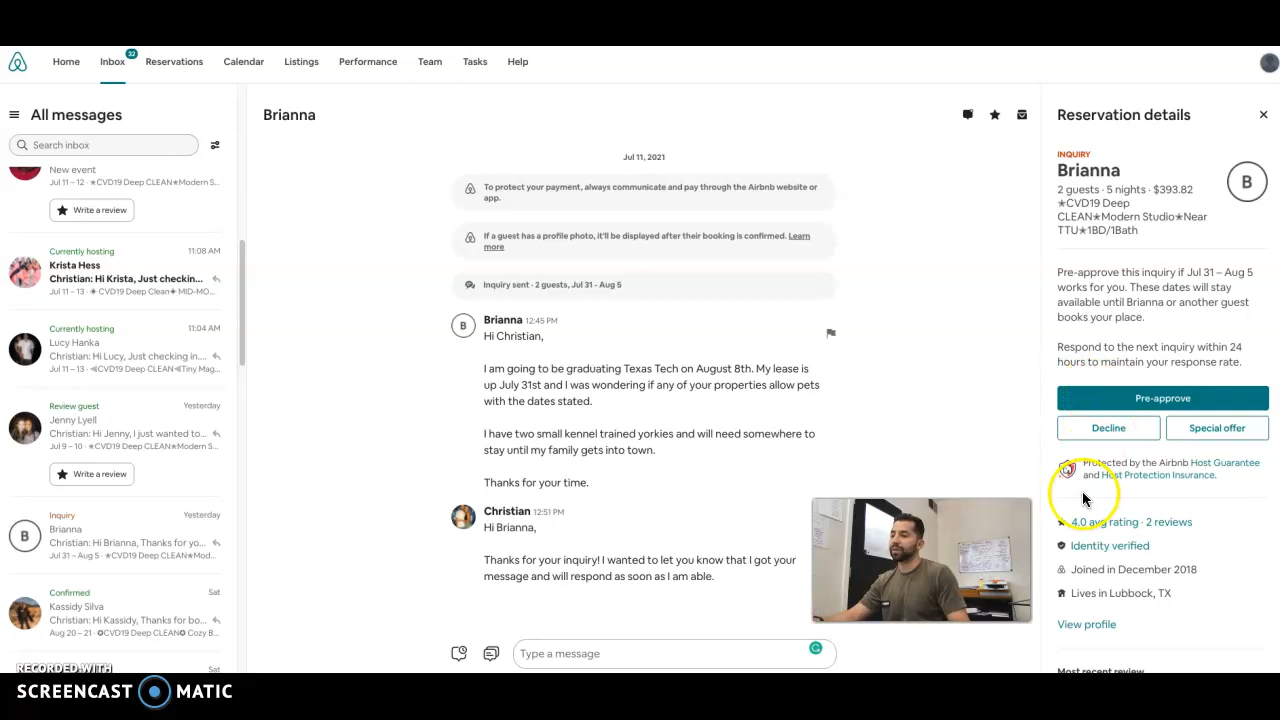 Home
Inbox
32
Reservations
Calendar
Listings
Performance
Team
Tasks
Help
All messages
Search inbox
New event
Jul 11 – 12 · ★CVD19 Deep CLEAN★Modern S...
Write a review
Currently hosting
11:08 AM
Krista Hess
Christian: Hi Krista, Just checkin...
Jul 11 – 13 · ◈ CVD19 Deep Clean◈ MID-MO...
Currently hosting
11:04 AM
Lucy Hanka
Christian: Hi Lucy, Just checking in....
Jul 11 – 13 · ⫷CVD19 Deep CLEAN⫷Tiny Mag...
Review guest
Yesterday
Jenny Lyell
Christian: Hi Jenny, I just wanted to...
Jul 9 – 10 · ★CVD19 Deep CLEAN★Modern S...
Write a review
Inquiry
Yesterday
B
Brianna
Christian: Hi Brianna, Thanks for yo...
Jul 31 – Aug 5 · ★CVD19 Deep CLEAN★Mod...
Confirmed
Sat
Kassidy Silva
Christian: Hi Kassidy, Thanks for bo...
Aug 20 – 21 · ✪CVD19 Deep CLEAN✪ Cozy B...
Sat
RECORDED WITH
SCREENCAST MATIC
Brianna
Jul 11, 2021
To protect your payment, always communicate and pay through the Airbnb website or
app.
If a guest has a profile photo, it'll be displayed after their booking is confirmed. Learn
more
Inquiry sent · 2 guests, Jul 31 - Aug 5
B
Brianna 12:45 PM
Hi Christian,
I am going to be graduating Texas Tech on August 8th. My lease is
up July 31st and I was wondering if any of your properties allow pets
with the dates stated.
I have two small kennel trained yorkies and will need somewhere to
stay until my family gets into town.
Thanks for your time.
Christian 12:51 PM
Hi Brianna,
Thanks for your inquiry! I wanted to let you know that I got your
message and will respond as soon as I am able.
Type a message
Reservation details
INQUIRY
Brianna
B
2 guests · 5 nights · $393.82
★CVD19 Deep
CLEAN★Modern Studio★Near
TTU★1BD/1Bath
Pre-approve this inquiry if Jul 31 – Aug 5
works for you. These dates will stay
available until Brianna or another guest
books your place.
Respond to the next inquiry within 24
hours to maintain your response rate.
Pre-approve
Decline
Special offer
Protected by the Airbnb Host Guarantee
and Host Protection Insurance.
4.0 avg rating · 2 reviews
Identity verified
Joined in December 2018
Lives in Lubbock, TX
View profile
Most recent review